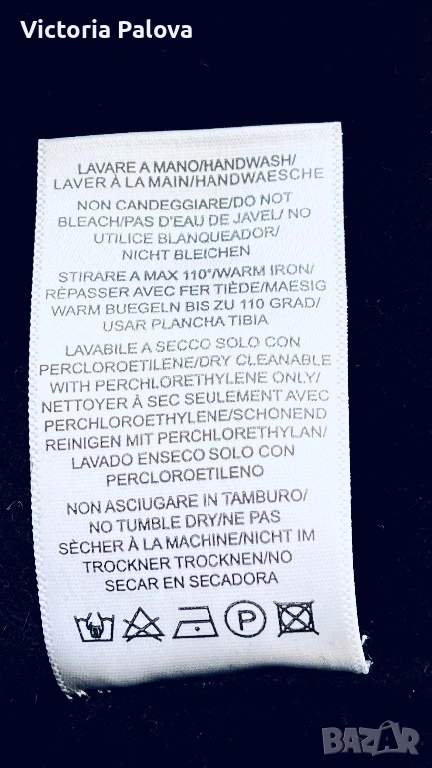 Victoria Palova
LAVARE A MANO/HANDWASH/
LAVER À LA MAIN/HANDWAESCHE
NON CANDEGGIARE/DO NOT
BLEACH/PAS D'EAU DE JAVEL/ NO
UTILICE BLANQUEADOR/
NICHT BLEICHEN
STIRARE A MAX 110°/WARM IRON/
RÈPASSER AVEC FER TIÈDE/MAESIG
WARM BUEGELN BIS ZU 110 GRAD/
USAR PLANCHA TIBIA
LAVABILE A SECCO SOLO CON
PERCLOROETILENE/DRY CLEANABLE
WITH PERCHLORETHYLENE ONLY/
NETTOYER À SEC SEULEMENT AVEC
PERCHLOROETHYLENE/SCHONEND
REINIGEN MIT PERCHLORETHYLAN/
LAVADO ENSECO SOLO CON
PERCLOROETILENO
NON ASCIUGARE IN TAMBURO/
NO TUMBLE DRY/NE PAS
SÈCHER À LA MACHINE/NICHT IM
TROCKNER TROCKNEN/NO
SECAR EN SECADORA
P
BAZAR